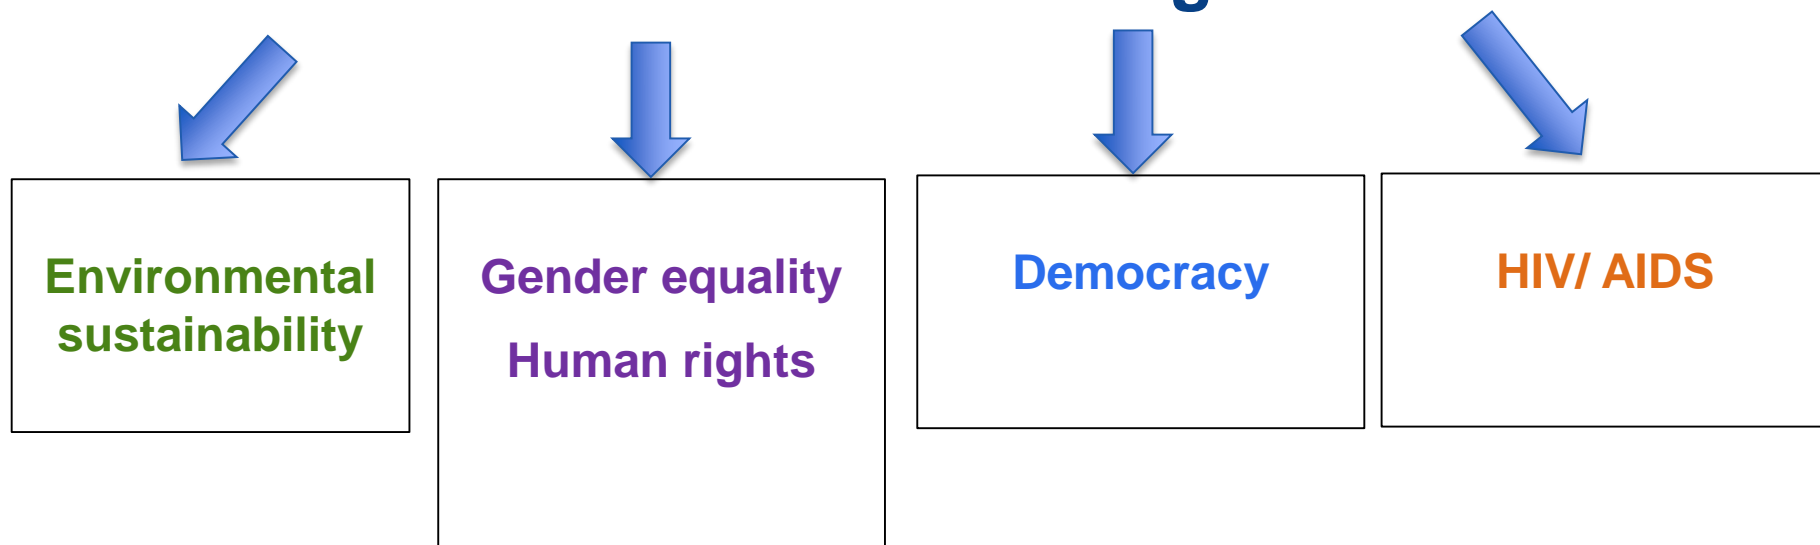 Environmental
sustainability
Gender equality
Human rights
Democracy
HIV/ AIDS